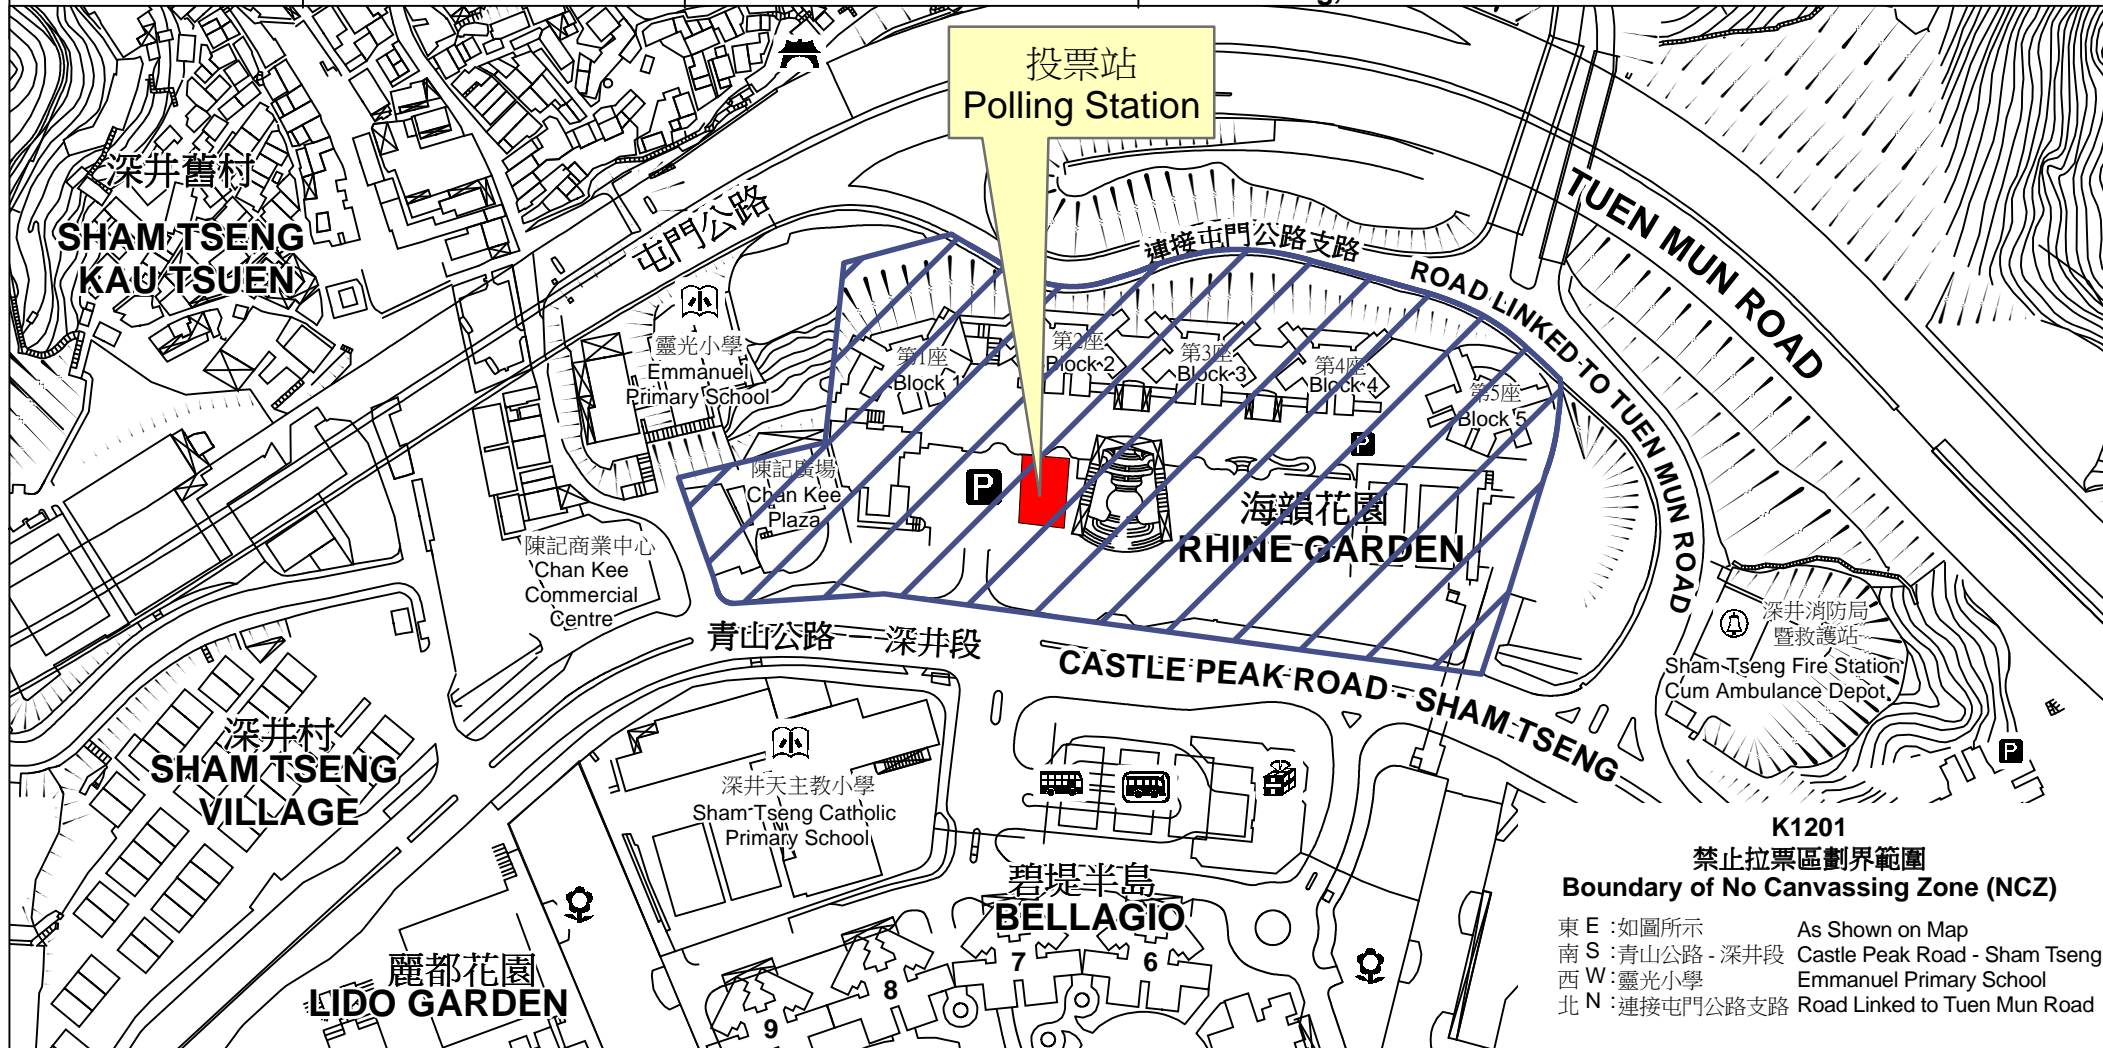 投票站
Polling Station
深井舊村
SHAM TSENG
KAU TSUEN
屯門公路
連接屯門公路支路
ROAD LINKED TO TUEN MUN ROAD
TUEN MUN ROAD
靈光小學
Emmanuel
Primary School
第1座
Block 1
第2座
Block 2
第3座
Block 3
第4座
Block 4
第5座
Block 5
陳記廣場
Chan Kee
Plaza
P
P
海韻花園
RHINE GARDEN
陳記商業中心
Chan Kee
Commercial
Centre
青山公路 - 深井段
CASTLE PEAK ROAD - SHAM TSENG
深井消防局
暨救護站
Sham Tseng Fire Station
Cum Ambulance Depot
P
深井村
SHAM TSENG
VILLAGE
深井天主教小學
Sham Tseng Catholic
Primary School
碧堤半島
BELLAGIO
7
6
8
9
麗都花園
LIDO GARDEN
K1201
禁止拉票區劃界範圍
Boundary of No Canvassing Zone (NCZ)
東 E :如圖所示 As Shown on Map
南 S :青山公路 - 深井段 Castle Peak Road - Sham Tseng
西 W :靈光小學 Emmanuel Primary School
北 N :連接屯門公路支路 Road Linked to Tuen Mun Road